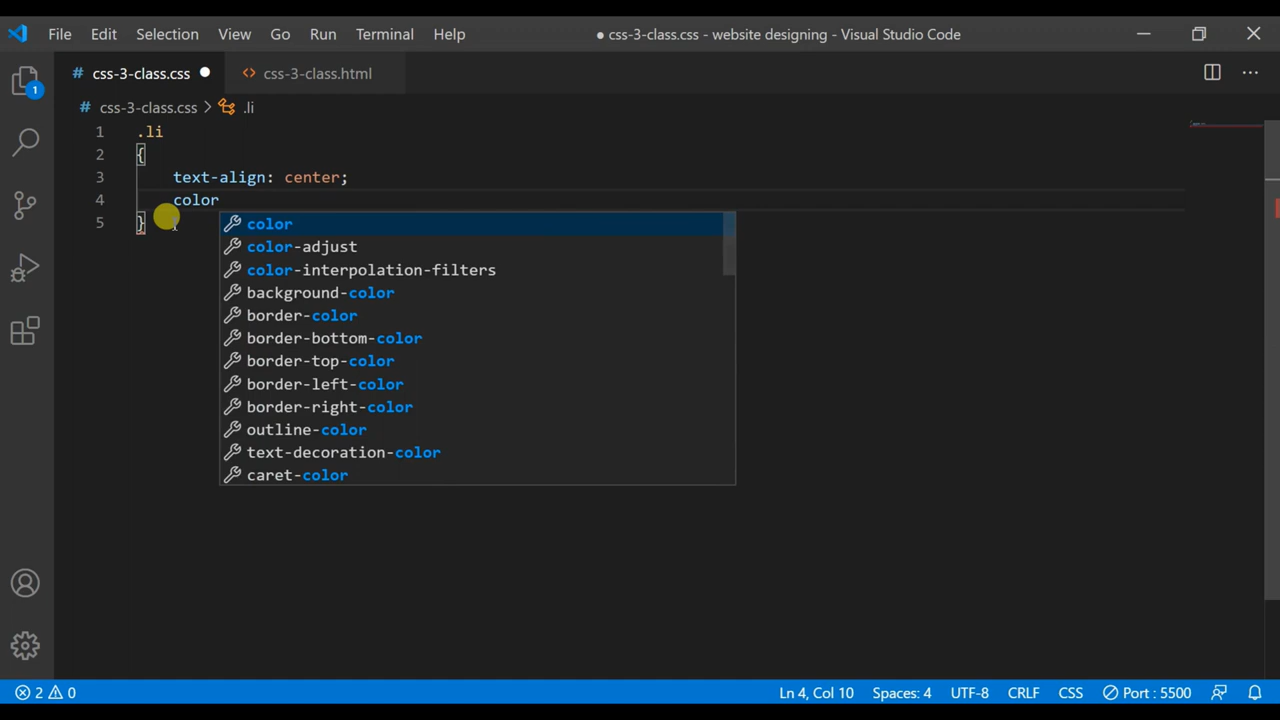 File Edit Selection View Go Run Terminal Help ● css-3-class.css - website designing - Visual Studio Code
# css-3-class.css ● <> css-3-class.html
# css-3-class.css > .li
1 .li
2 {
3 text-align: center;
4 color
5 }
color
color-adjust
color-interpolation-filters
background-color
border-color
border-bottom-color
border-top-color
border-left-color
border-right-color
outline-color
text-decoration-color
caret-color
1
2 0 Ln 4, Col 10 Spaces: 4 UTF-8 CRLF CSS Port : 5500